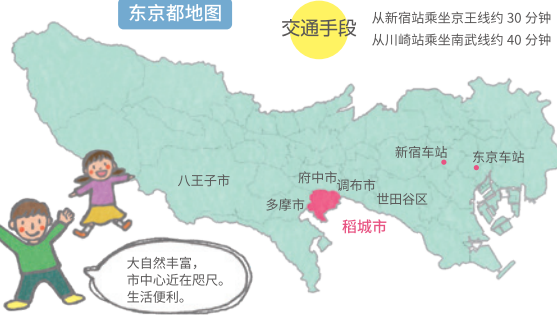 东京都地图
交通手段
从新宿站乘坐京王线约 30 分钟
从川崎站乘坐南武线约 40 分钟
新宿车站
东京车站
八王子市
府中市
调布市
多摩市
世田谷区
稻城市
大自然丰富，
市中心近在咫尺。
生活便利。